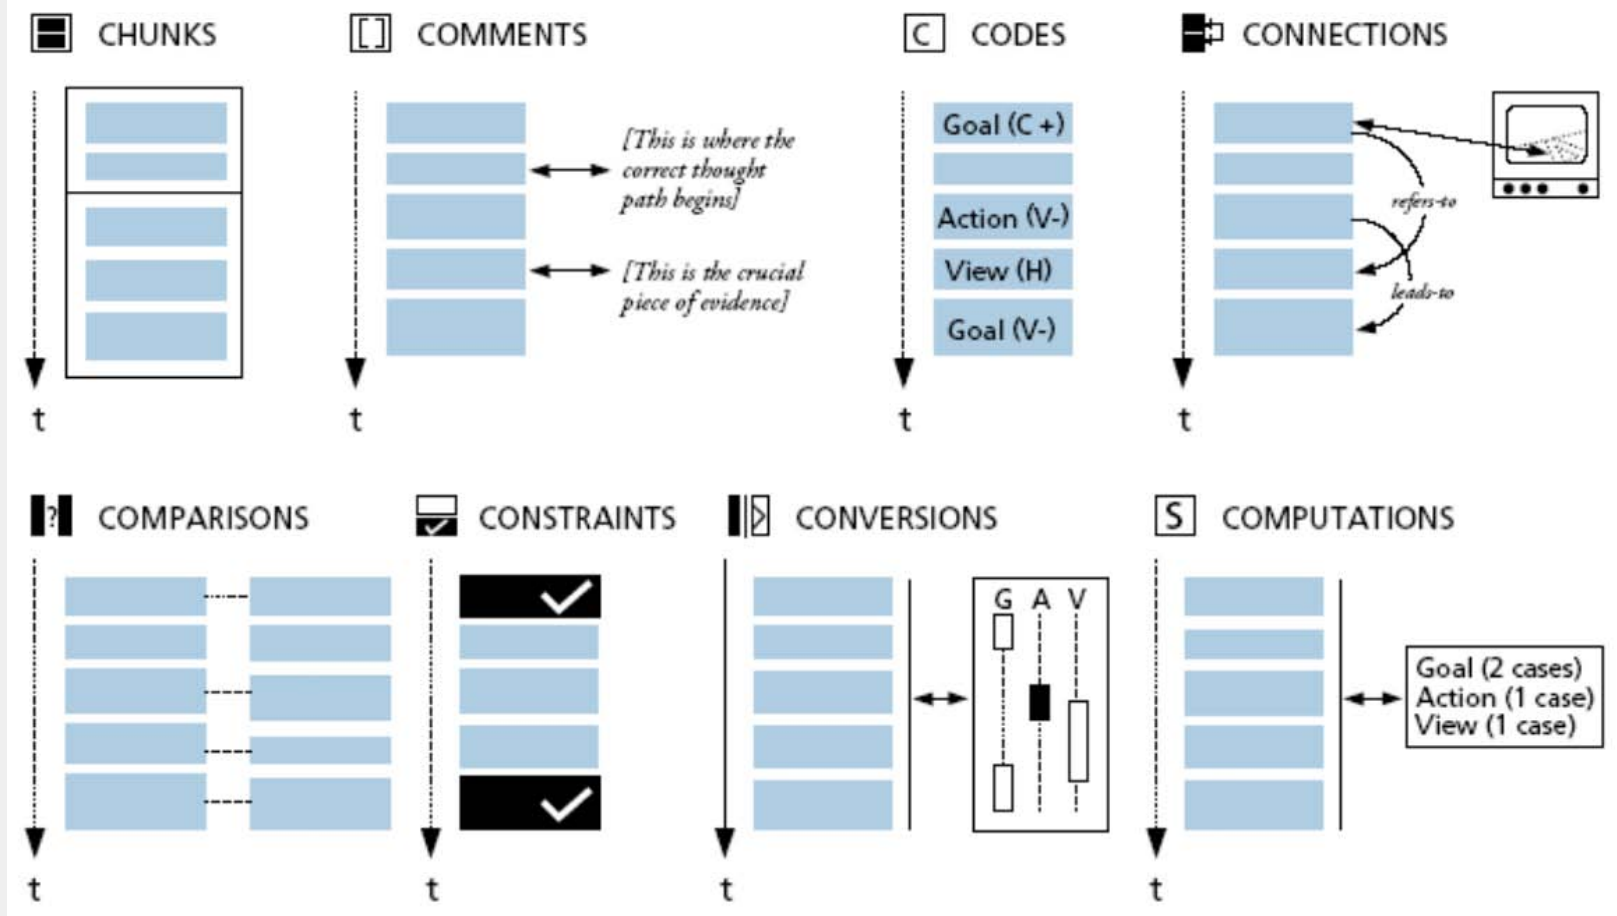 CHUNKS
[ ] COMMENTS
C CODES
CONNECTIONS
[This is where the
correct thought
path begins]
[This is the crucial
piece of evidence]
Goal (C +)
Action (V-)
View (H)
Goal (V-)
refers-to
leads-to
t
t
t
t
? COMPARISONS
CONSTRAINTS
CONVERSIONS
S COMPUTATIONS
G A V
Goal (2 cases)
Action (1 case)
View (1 case)
t
t
t
t